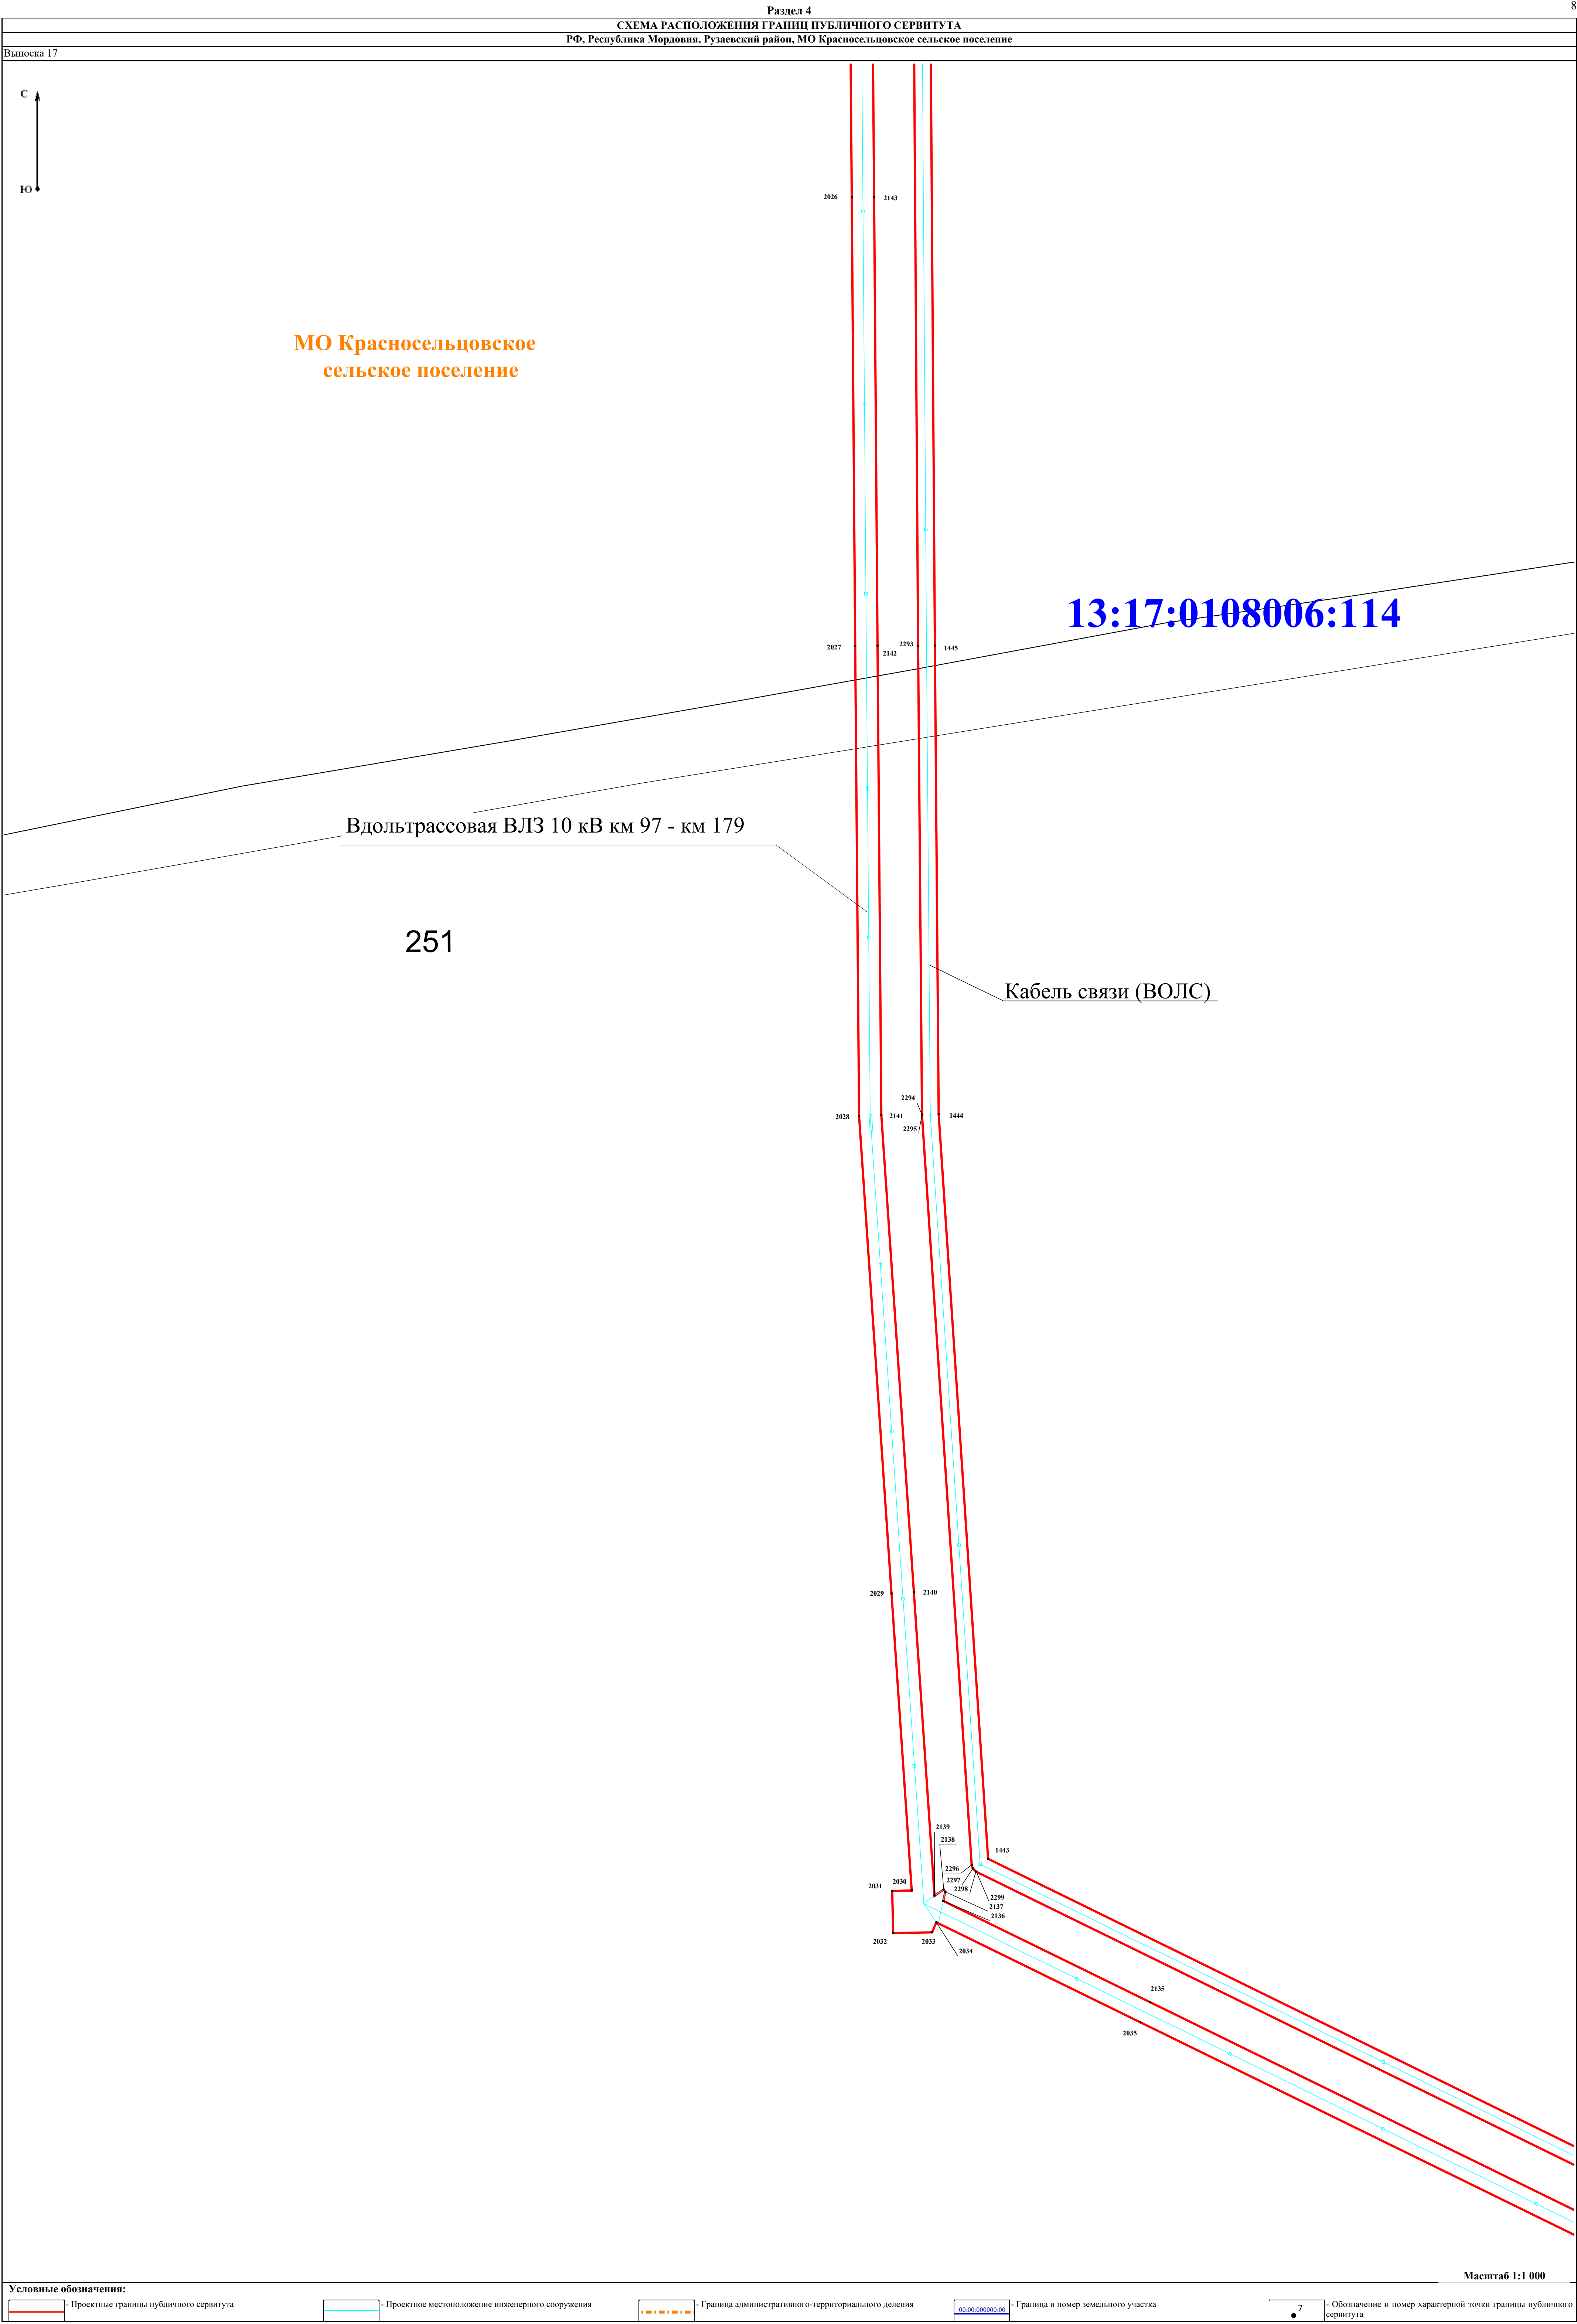 8
Раздел 4
СХЕМА РАСПОЛОЖЕНИЯ ГРАНИЦ ПУБЛИЧНОГО СЕРВИТУТА
РФ, Республика Мордовия, Рузаевский район, МО Красносельцовское сельское поселение
Выноска 17
С
Ю
2026
2143
МО Красносельцовское
сельское поселение
13:17:0108006:114
2027
2142
2293
1445
Вдольтрассовая ВЛЗ 10 кВ км 97 - км 179
251
Кабель связи (ВОЛС)
2294
2028
2141
1444
2295
2029
2140
2139
2138
1443
2296
2297
2031
2030
2298
2299
2137
2136
2032
2033
2034
2135
2035
Масштаб 1:1 000
Условные обозначения:
- Проектные границы публичного сервитута
- Проектное местоположение инженерного сооружения
- Граница административно-территориального деления
00:00:000000:00
- Граница и номер земельного участка
7
- Обозначение и номер характерной точки границы публичного
сервитута